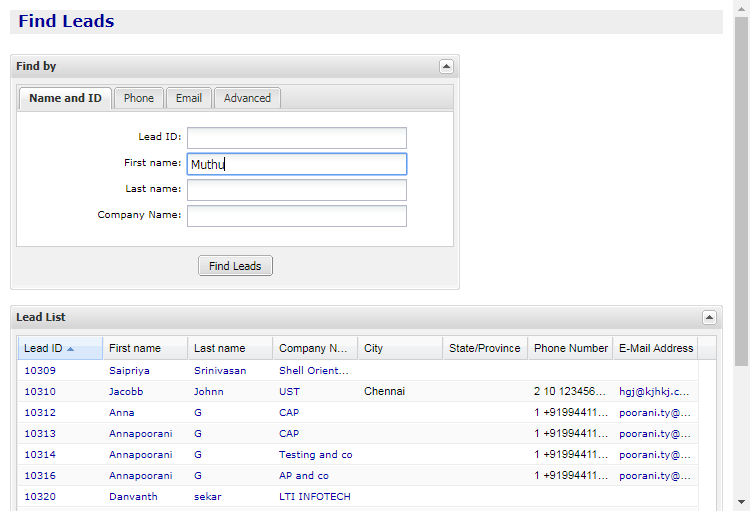 Find Leads
Find by
Name and ID Phone Email Advanced
Lead ID:
First name: Muthu
Last name:
Company Name:
Find Leads
Lead List
Lead ID First name Last name Company N... City State/Province Phone Number E-Mail Address
10309 Saipriya Srinivasan Shell Orient...
10310 Jacobb Johnn UST Chennai 2 10 123456... hgj@kjhkj.c...
10312 Anna G CAP 1 +91994411... poorani.ty@...
10313 Annapoorani G CAP 1 +91994411... poorani.ty@...
10314 Annapoorani G Testing and co 1 +91994411... poorani.ty@...
10316 Annapoorani G AP and co 1 +91994411... poorani.ty@...
10320 Danvanth sekar LTI INFOTECH